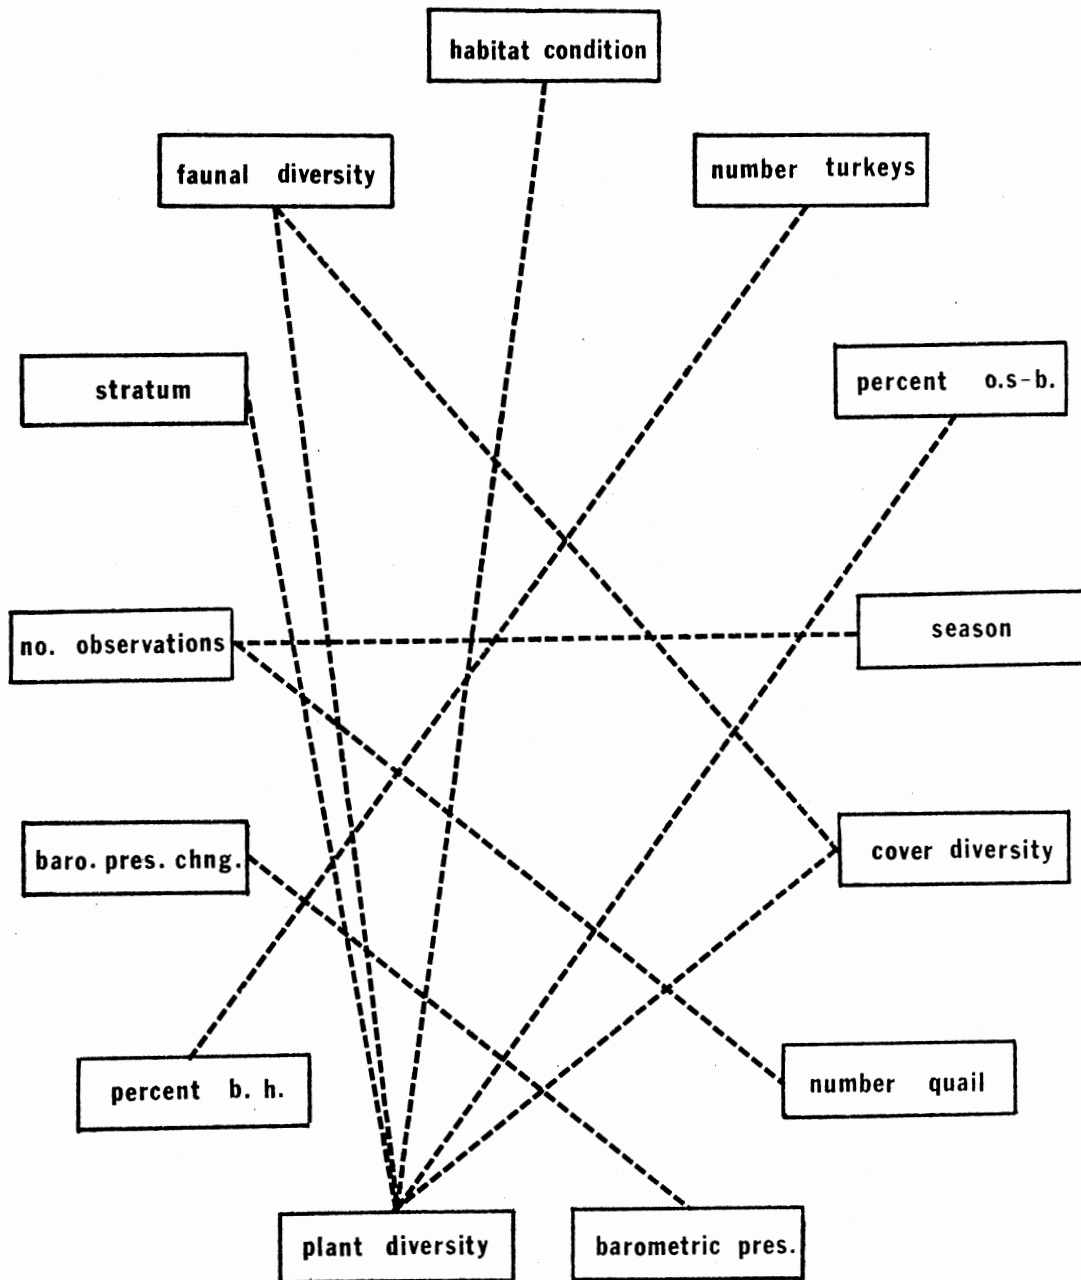 habitat condition
faunal diversity
number turkeys
stratum
percent o.s-b.
no. observations
season
baro. pres. chng.
cover diversity
percent b. h.
number quail
plant diversity
barometric pres.